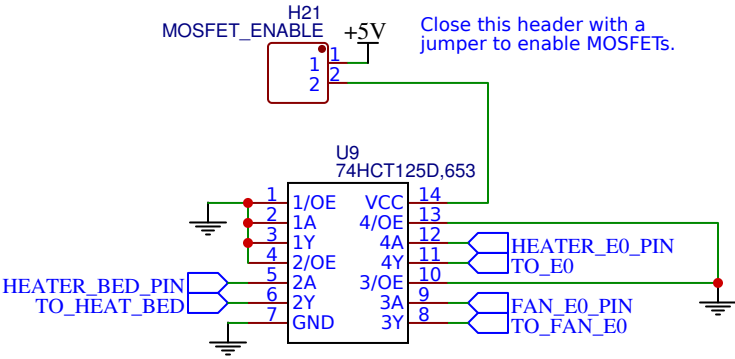 H21
MOSFET_ENABLE
+5V
Close this header with a
jumper to enable MOSFETs.
1 1
2 2
U9
74HCT125D,653
1 1/OE VCC 14
2 1A 4/OE 13
3 1Y 4A 12 HEATER_E0_PIN
4 2/OE 4Y 11 TO_E0
HEATER_BED_PIN 5 2A 3/OE 10
TO_HEAT_BED 6 2Y 3A 9 FAN_E0_PIN
7 GND 3Y 8 TO_FAN_E0